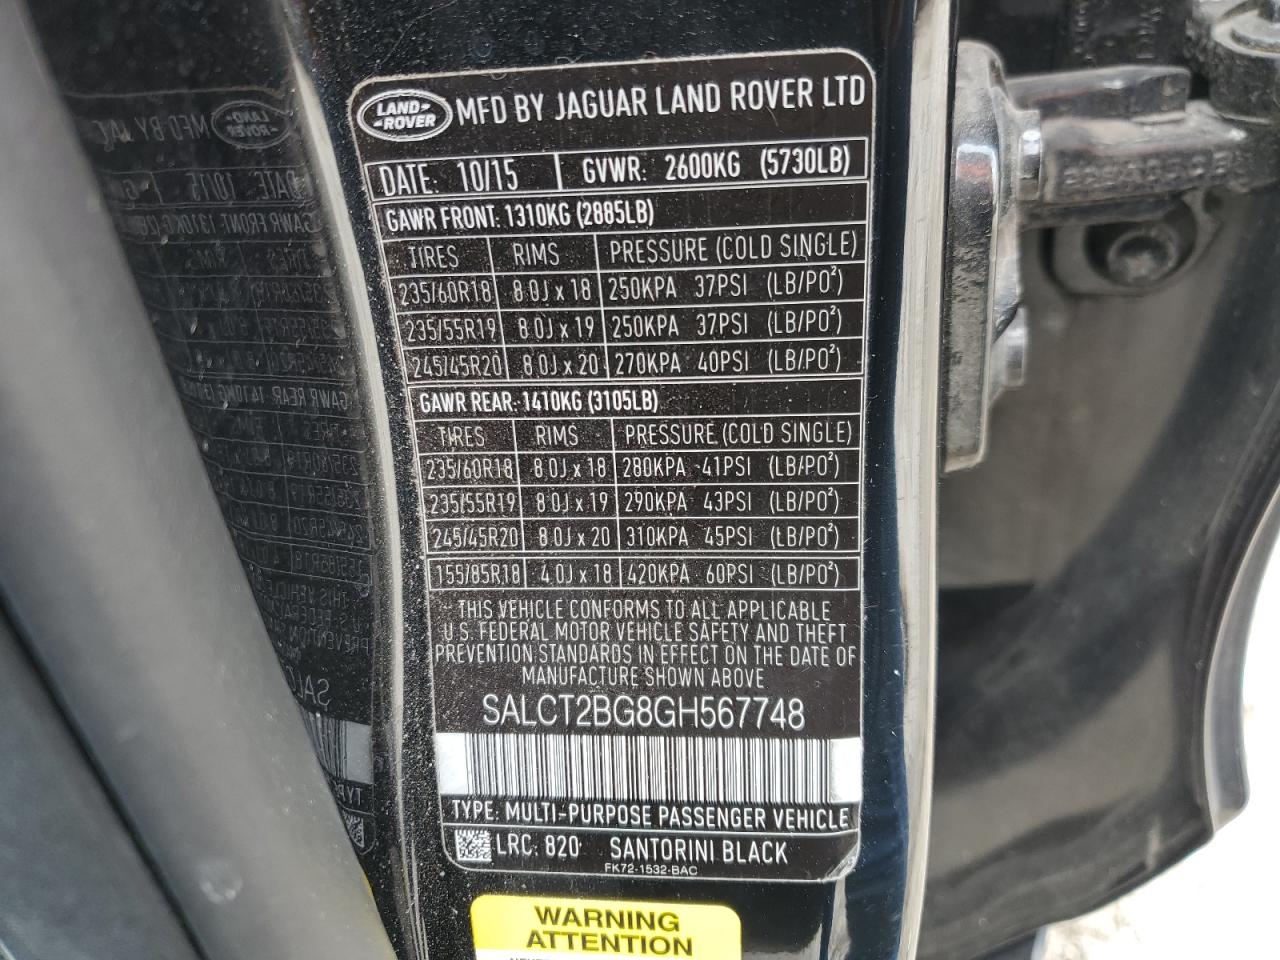 LAND-
-ROVER
MFD BY JAGUAR LAND ROVER LTD
DATE: 10/15 GVWR: 2600KG (5730LB)
GAWR FRONT: 1310KG (2885LB)
TIRES RIMS PRESSURE (COLD SINGLE)
235/60R18 8.0J x 18 250KPA 37PSI (LB/PO²)
235/55R19 8.0J x 19 250KPA 37PSI (LB/PO²)
245/45R20 8.0J x 20 270KPA 40PSI (LB/PO²)
GAWR REAR: 1410KG (3105LB)
TIRES RIMS PRESSURE (COLD SINGLE)
235/60R18 8.0J x 18 280KPA 41PSI (LB/PO²)
235/55R19 8.0J x 19 290KPA 43PSI (LB/PO²)
245/45R20 8.0J x 20 310KPA 45PSI (LB/PO²)
155/85R18 4.0J x 18 420KPA 60PSI (LB/PO²)
THIS VEHICLE CONFORMS TO ALL APPLICABLE
U.S. FEDERAL MOTOR VEHICLE SAFETY AND THEFT
PREVENTION STANDARDS IN EFFECT ON THE DATE OF
MANUFACTURE SHOWN ABOVE
SALCT2BG8GH567748
TYPE: MULTI-PURPOSE PASSENGER VEHICLE
LRC: 820 SANTORINI BLACK
FK72-1532-BAC
WARNING
ATTENTION